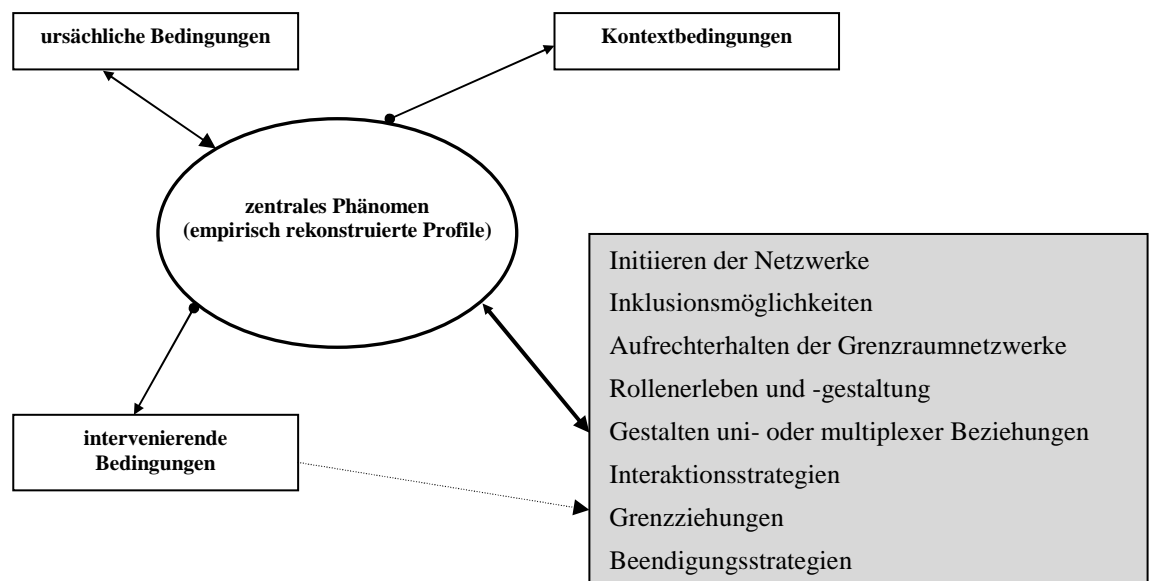 ursächliche Bedingungen
Kontextbedingungen
zentrales Phänomen
(empirisch rekonstruierte Profile)
Initiieren der Netzwerke
Inklusionsmöglichkeiten
Aufrechterhalten der Grenzraumnetzwerke
Rollenerleben und -gestaltung
Gestalten uni- oder multiplexer Beziehungen
Interaktionsstrategien
Grenzziehungen
Beendigungsstrategien
intervenierende
Bedingungen